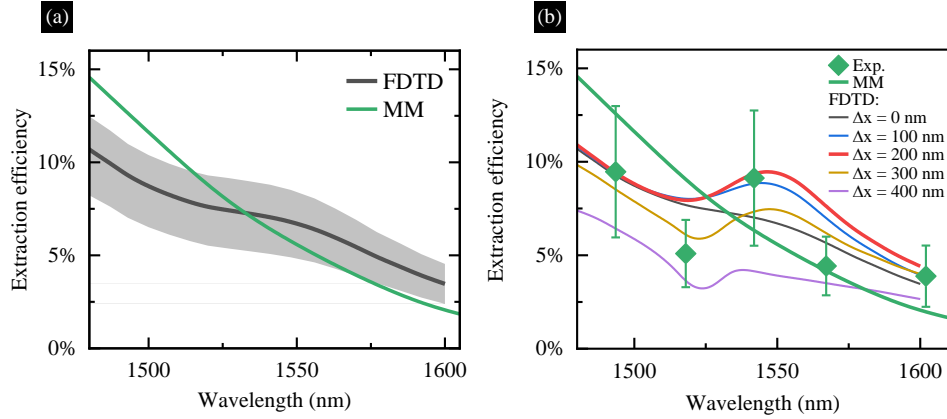 (a)
15%
10%
5%
0%
Extraction efficiency
FDTD
MM
1500
1550
1600
Wavelength (nm)
(b)
15%
10%
5%
0%
Extraction efficiency
Exp.
MM
FDTD:
Δx = 0 nm
Δx = 100 nm
Δx = 200 nm
Δx = 300 nm
Δx = 400 nm
1500
1550
1600
Wavelength (nm)